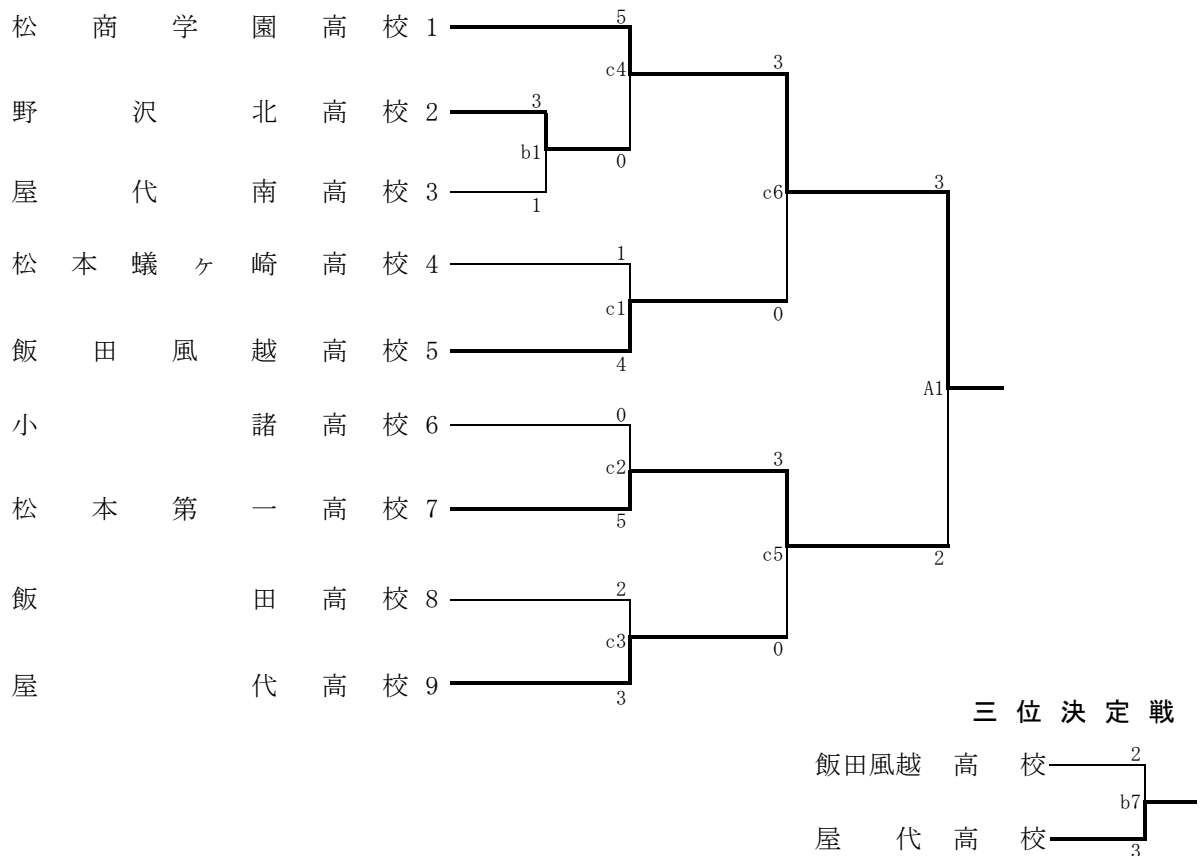 松商学園高校 1
5
c4
3
野沢北高校 2
3
b1
0
屋代南高校 3
1
c6
3
松本蟻ヶ崎高校 4
1
c1
0
飯田風越高校 5
4
A1
小諸高校 6
0
c2
3
松本第一高校 7
5
c5
2
飯田高校 8
2
c3
0
屋代高校 9
3
三位決定戦
飯田風越高校
2
b7
屋代高校
3